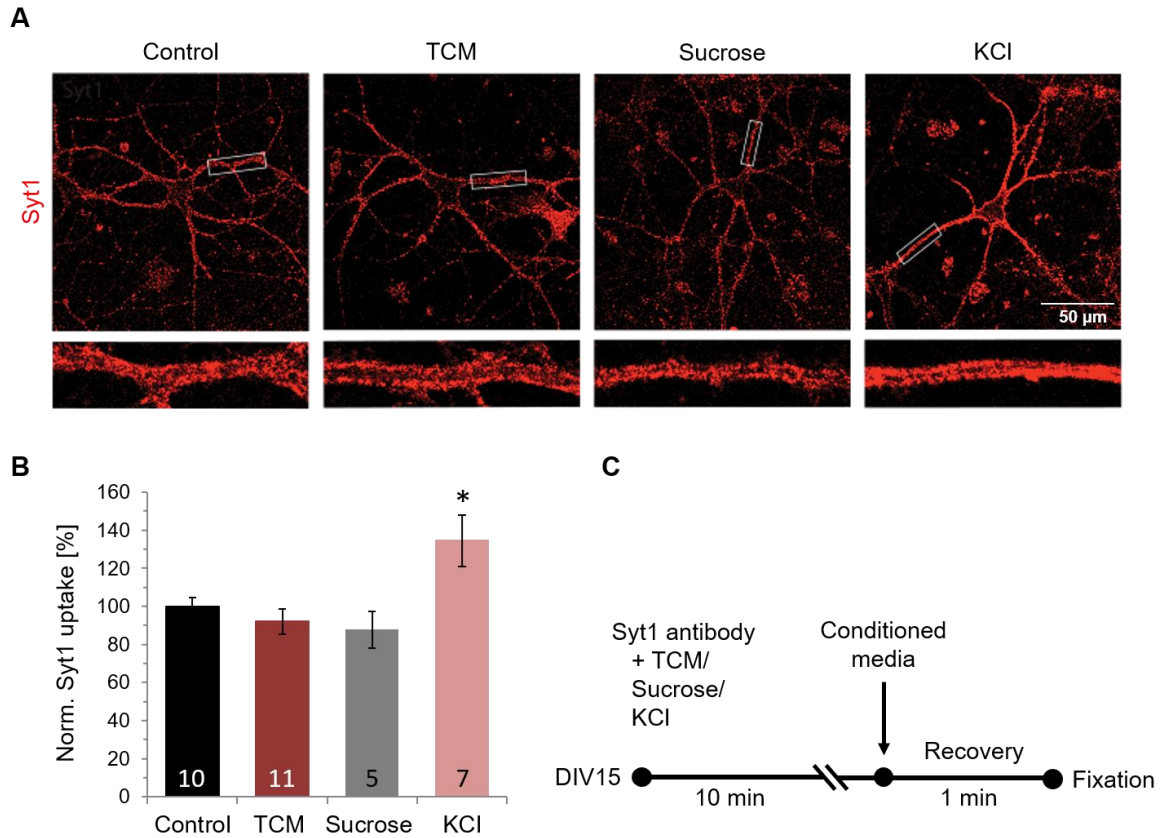 A
Control TCM Sucrose KCl
Syt1
Syt1
50 µm
B
Norm. Syt1 uptake [%]
160
140
120
100
80
60
40
20
0
*
10 11 5 7
Control TCM Sucrose KCl
C
Syt1 antibody
+ TCM/
Sucrose/
KCl
Conditioned
media
Recovery
DIV15
10 min
1 min
Fixation